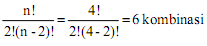 n!/2!(n - 2)! = 4!/2!(4 - 2)! = 6 kombinasi